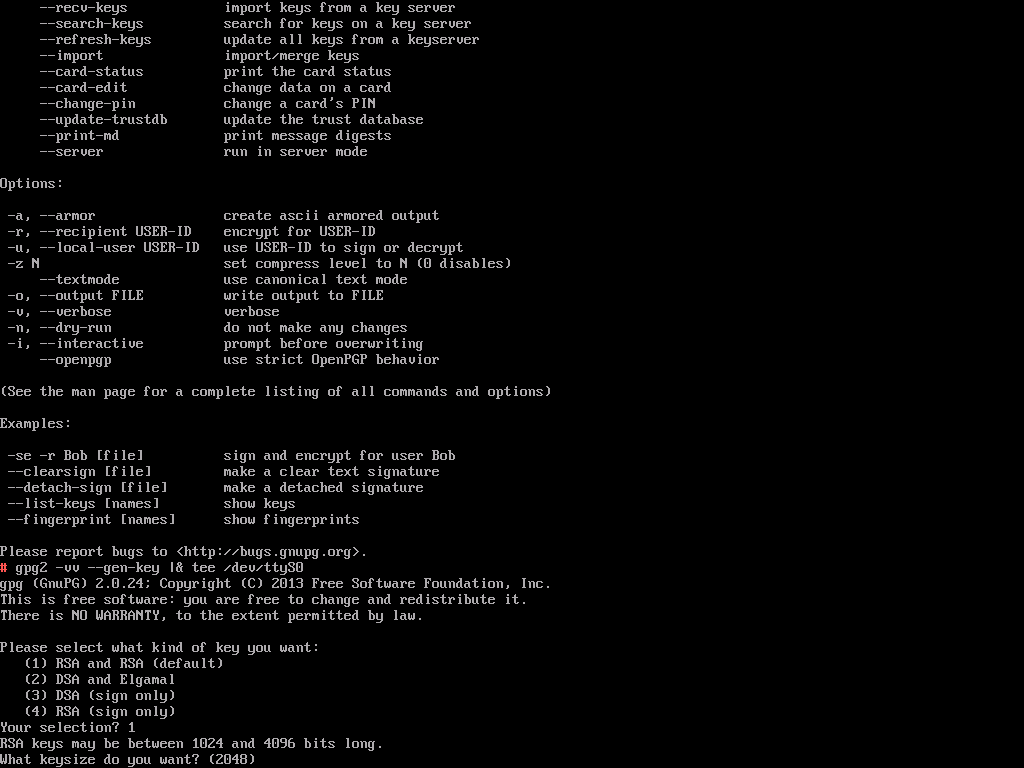 --recv-keys            import keys from a key server
     --search-keys          search for keys on a key server
     --refresh-keys         update all keys from a keyserver
     --import               import/merge keys
     --card-status          print the card status
     --card-edit            change data on a card
     --change-pin           change a card's PIN
     --update-trustdb       update the trust database
     --print-md             print message digests
     --server               run in server mode

Options:

 -a, --armor                create ascii armored output
 -r, --recipient USER-ID    encrypt for USER-ID
 -u, --local-user USER-ID   use USER-ID to sign or decrypt
 -z N                       set compress level to N (0 disables)
     --textmode             use canonical text mode
 -o, --output FILE          write output to FILE
 -v, --verbose              verbose
 -n, --dry-run              do not make any changes
 -i, --interactive          prompt before overwriting
     --openpgp              use strict OpenPGP behavior

(See the man page for a complete listing of all commands and options)

Examples:

 -se -r Bob [file]          sign and encrypt for user Bob
 --clearsign [file]         make a clear text signature
 --detach-sign [file]       make a detached signature
 --list-keys [names]        show keys
 --fingerprint [names]      show fingerprints

Please report bugs to <http://bugs.gnupg.org>.
# gpg2 -vv --gen-key |& tee /dev/ttyS0
gpg (GnuPG) 2.0.24; Copyright (C) 2013 Free Software Foundation, Inc.
This is free software: you are free to change and redistribute it.
There is NO WARRANTY, to the extent permitted by law.

Please select what kind of key you want:
   (1) RSA and RSA (default)
   (2) DSA and Elgamal
   (3) DSA (sign only)
   (4) RSA (sign only)
Your selection? 1
RSA keys may be between 1024 and 4096 bits long.
What keysize do you want? (2048)